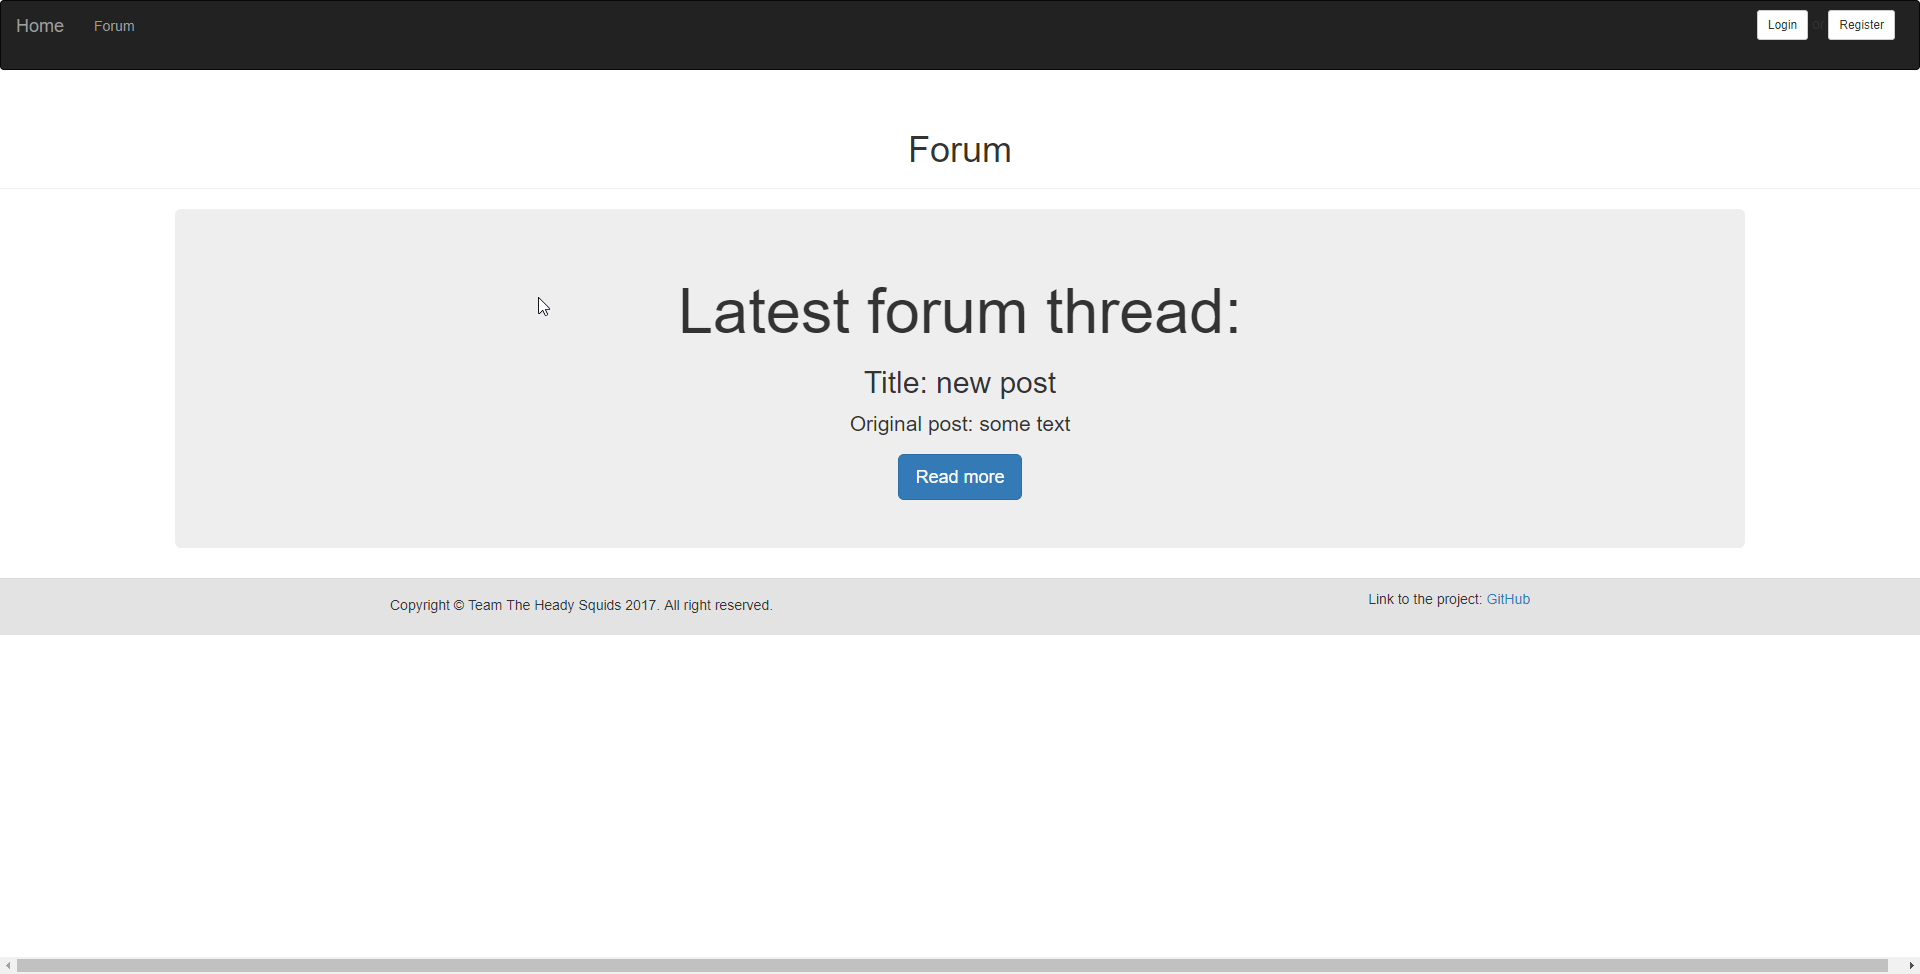 Home Forum Login or Register
Forum
Latest forum thread:
Title: new post
Original post: some text
Read more
Copyright © Team The Heady Squids 2017. All right reserved. Link to the project: GitHub